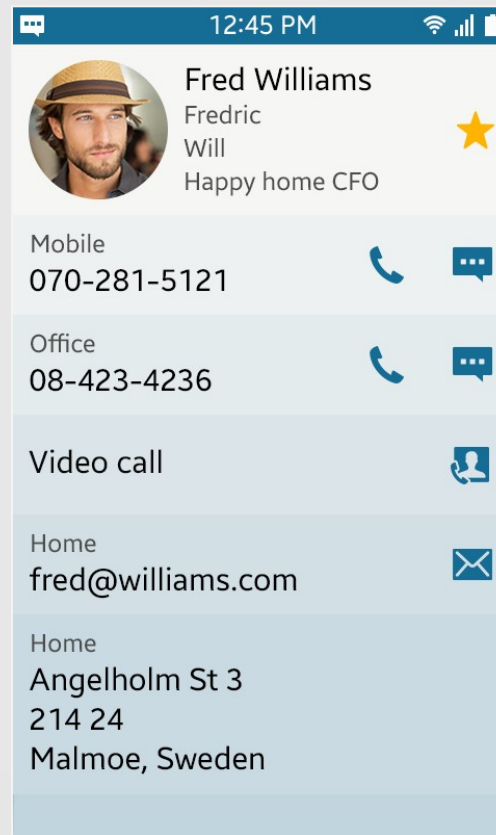 12:45 PM
Fred Williams
Fredric
Will
Happy home CFO
Mobile
070-281-5121
Office
08-423-4236
Video call
Home
fred@williams.com
Home
Angelholm St 3
214 24
Malmoe, Sweden